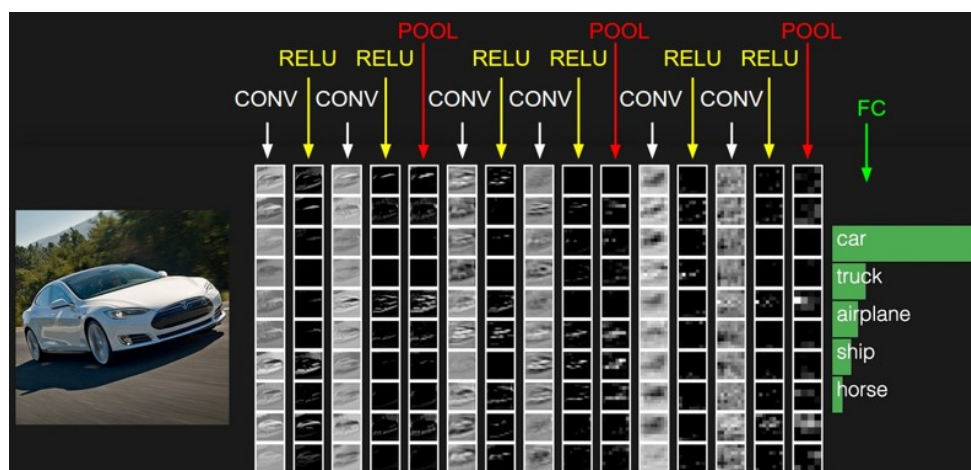 POOL POOL POOL
RELU RELU RELU RELU RELU RELU
CONV CONV CONV CONV CONV CONV
FC
car
truck
airplane
ship
horse